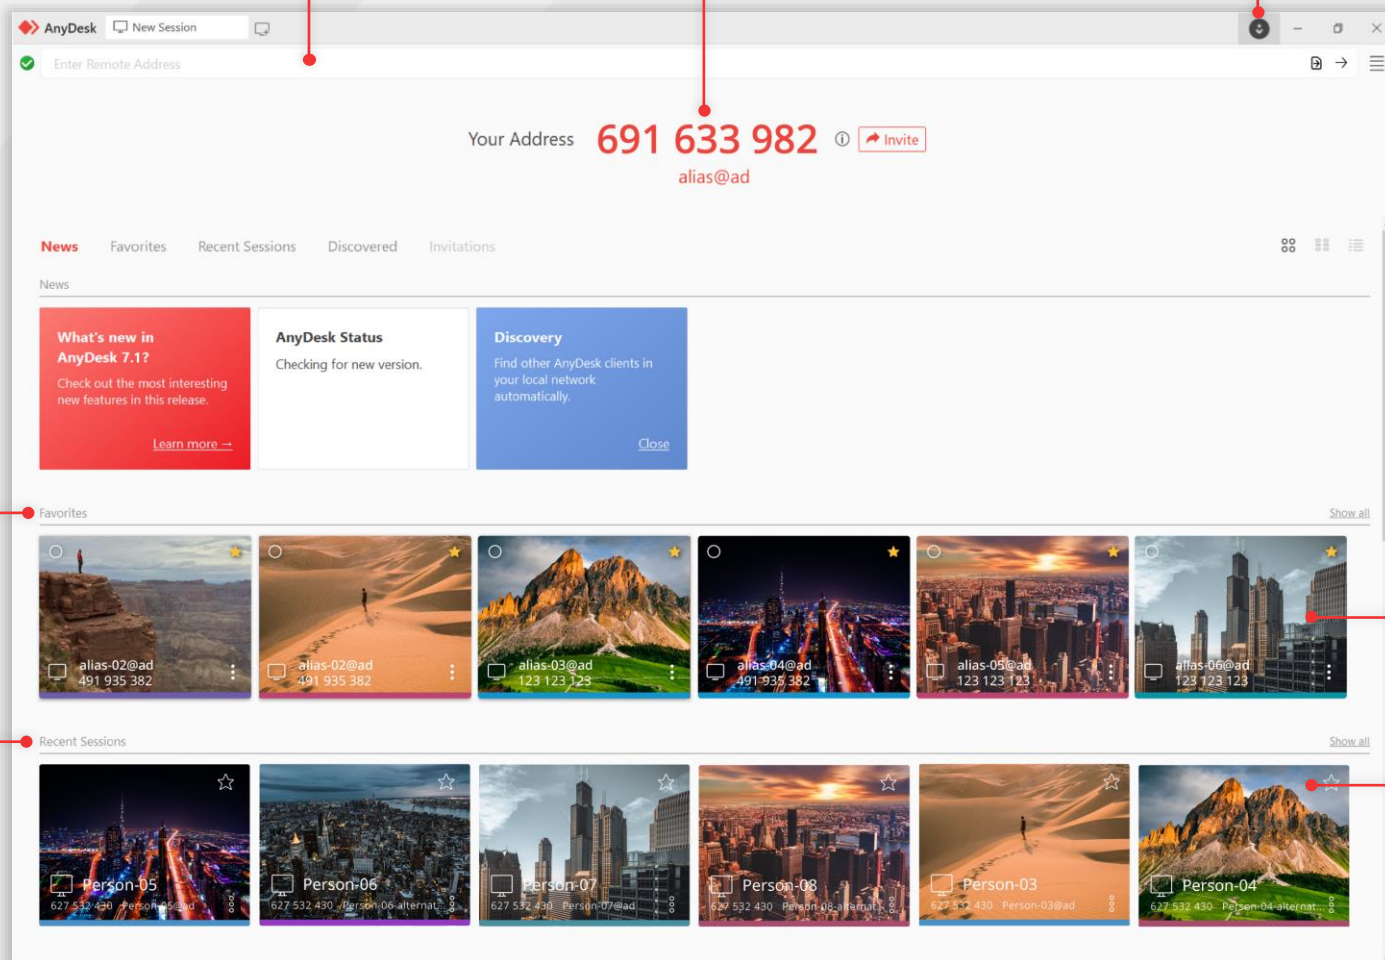 AnyDesk
New Session
Enter Remote Address
Your Address 691 633 982 Invite
alias@ad
News Favorites Recent Sessions Discovered Invitations
News
What's new in
AnyDesk 7.1?
Check out the most interesting
new features in this release.
Learn more →
AnyDesk Status
Checking for new version.
Discovery
Find other AnyDesk clients in
your local network
automatically.
Close
Favorites Show all
alias-02@ad
491 935 382
alias-02@ad
491 935 382
alias-03@ad
123 123 123
alias-04@ad
491 935 382
alias-05@ad
123 123 123
alias-06@ad
123 123 123
Recent Sessions Show all
Person-05
627 532 430 Person-05@ad
Person-06
627 532 430 Person-06-alternat...
Person-07
627 532 430 Person-07@ad
Person-08
627 532 430 Person-08-alternat...
Person-03
627 532 430 Person-03@ad
Person-04
627 532 430 Person-04-alternat...